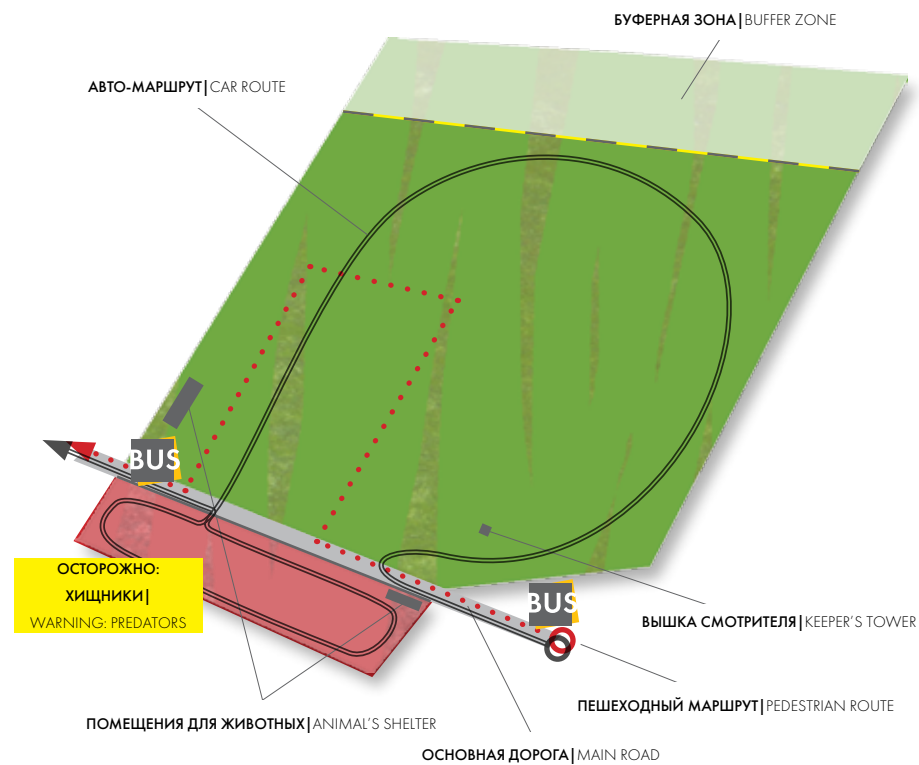 БУФЕРНАЯ ЗОНА|BUFFER ZONE
АВТО-МАРШРУТ|CAR ROUTE
BUS
ОСТОРОЖНО:
ХИЩНИКИ|
WARNING: PREDATORS
BUS
ВЫШКА СМОТРИТЕЛЯ|KEEPER'S TOWER
ПЕШЕХОДНЫЙ МАРШРУТ|PEDESTRIAN ROUTE
ПОМЕЩЕНИЯ ДЛЯ ЖИВОТНЫХ|ANIMAL'S SHELTER
ОСНОВНАЯ ДОРОГА|MAIN ROAD